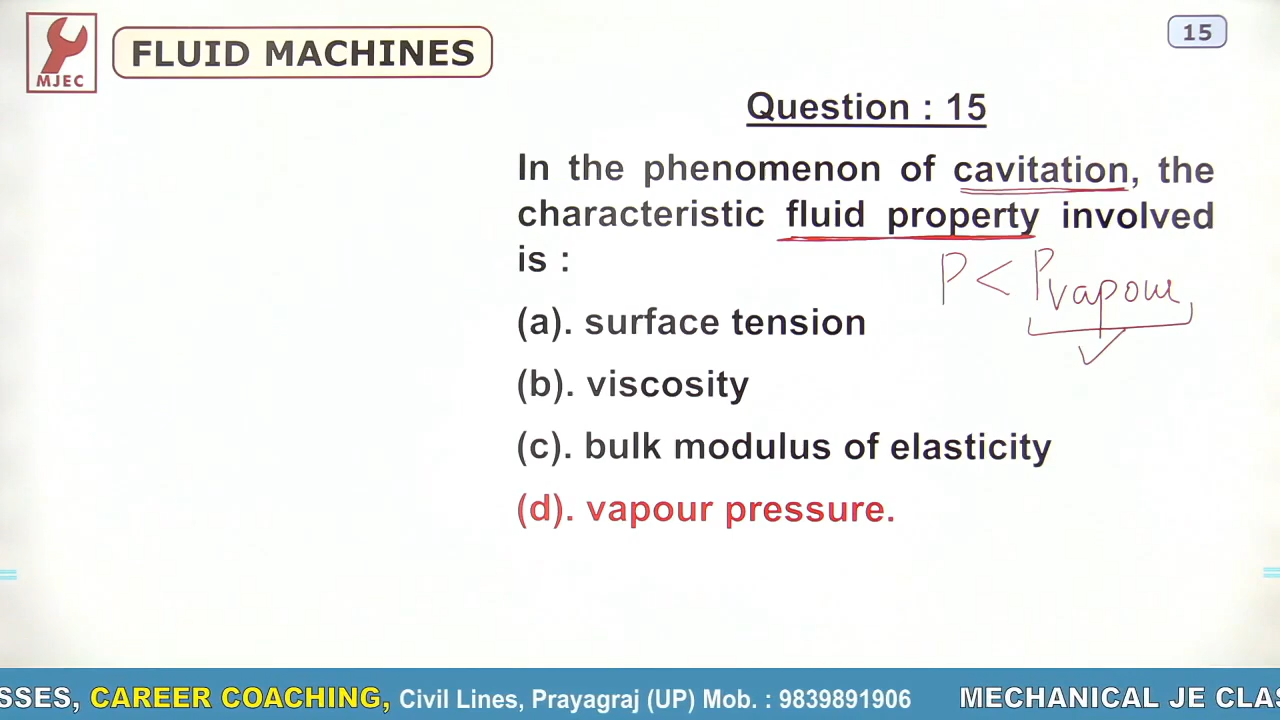 MJEC
FLUID MACHINES
15
Question : 15
In the phenomenon of cavitation, the
characteristic fluid property involved
is :
P < Pvapour
(a). surface tension
(b). viscosity
(c). bulk modulus of elasticity
(d). vapour pressure.
SSES, CAREER COACHING, Civil Lines, Prayagraj (UP) Mob. : 9839891906 MECHANICAL JE CLAS